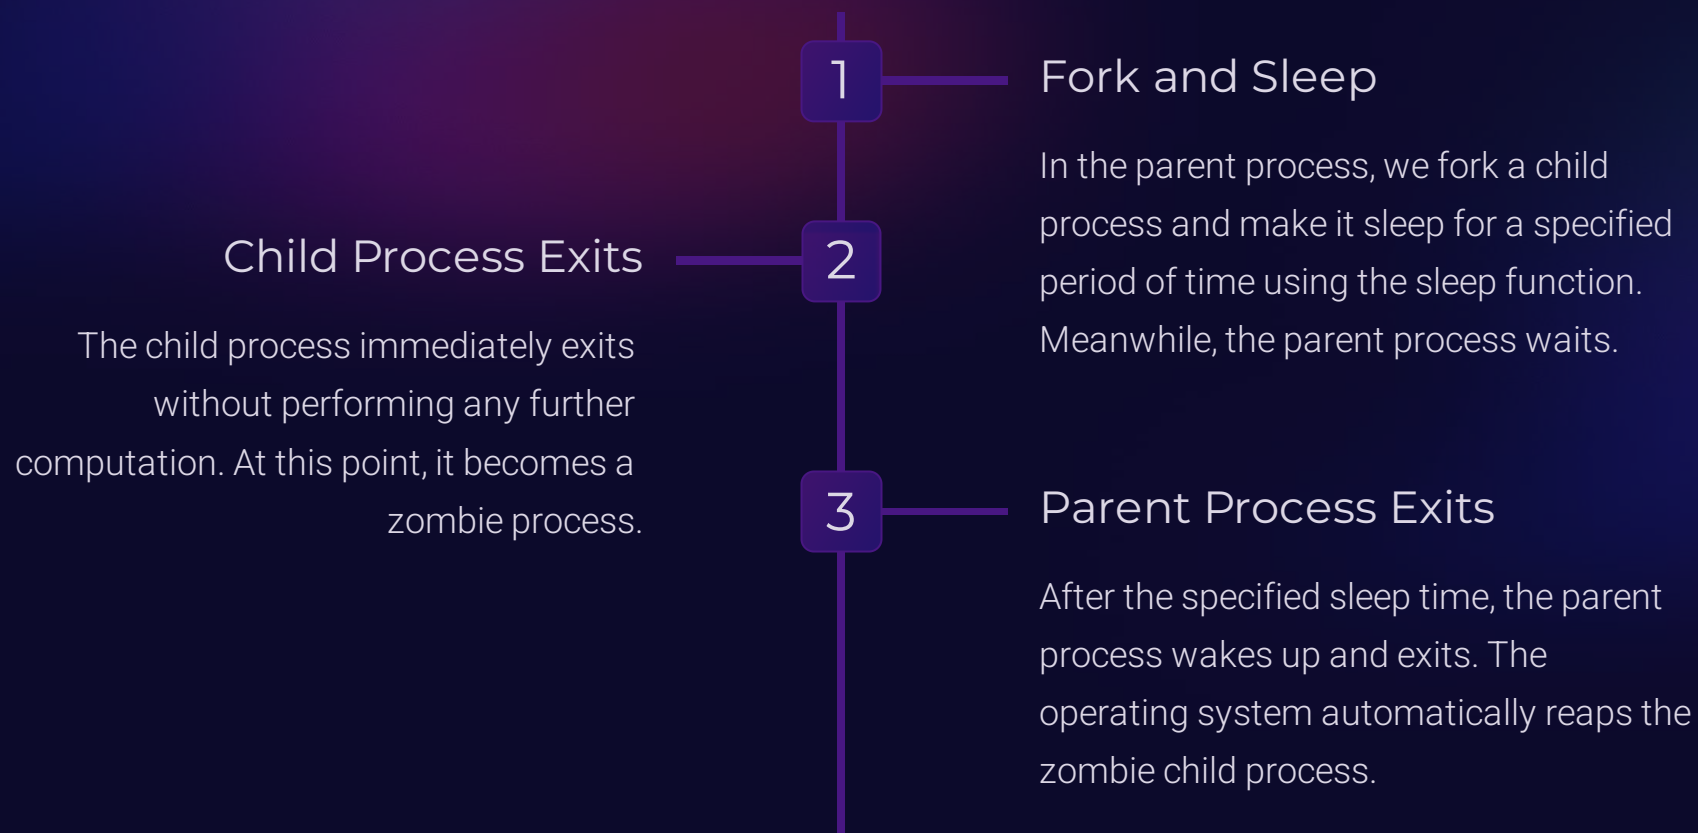 1
Fork and Sleep
In the parent process, we fork a child
process and make it sleep for a specified
period of time using the sleep function.
Meanwhile, the parent process waits.
2
Child Process Exits
The child process immediately exits
without performing any further
computation. At this point, it becomes a
zombie process.
3
Parent Process Exits
After the specified sleep time, the parent
process wakes up and exits. The
operating system automatically reaps the
zombie child process.